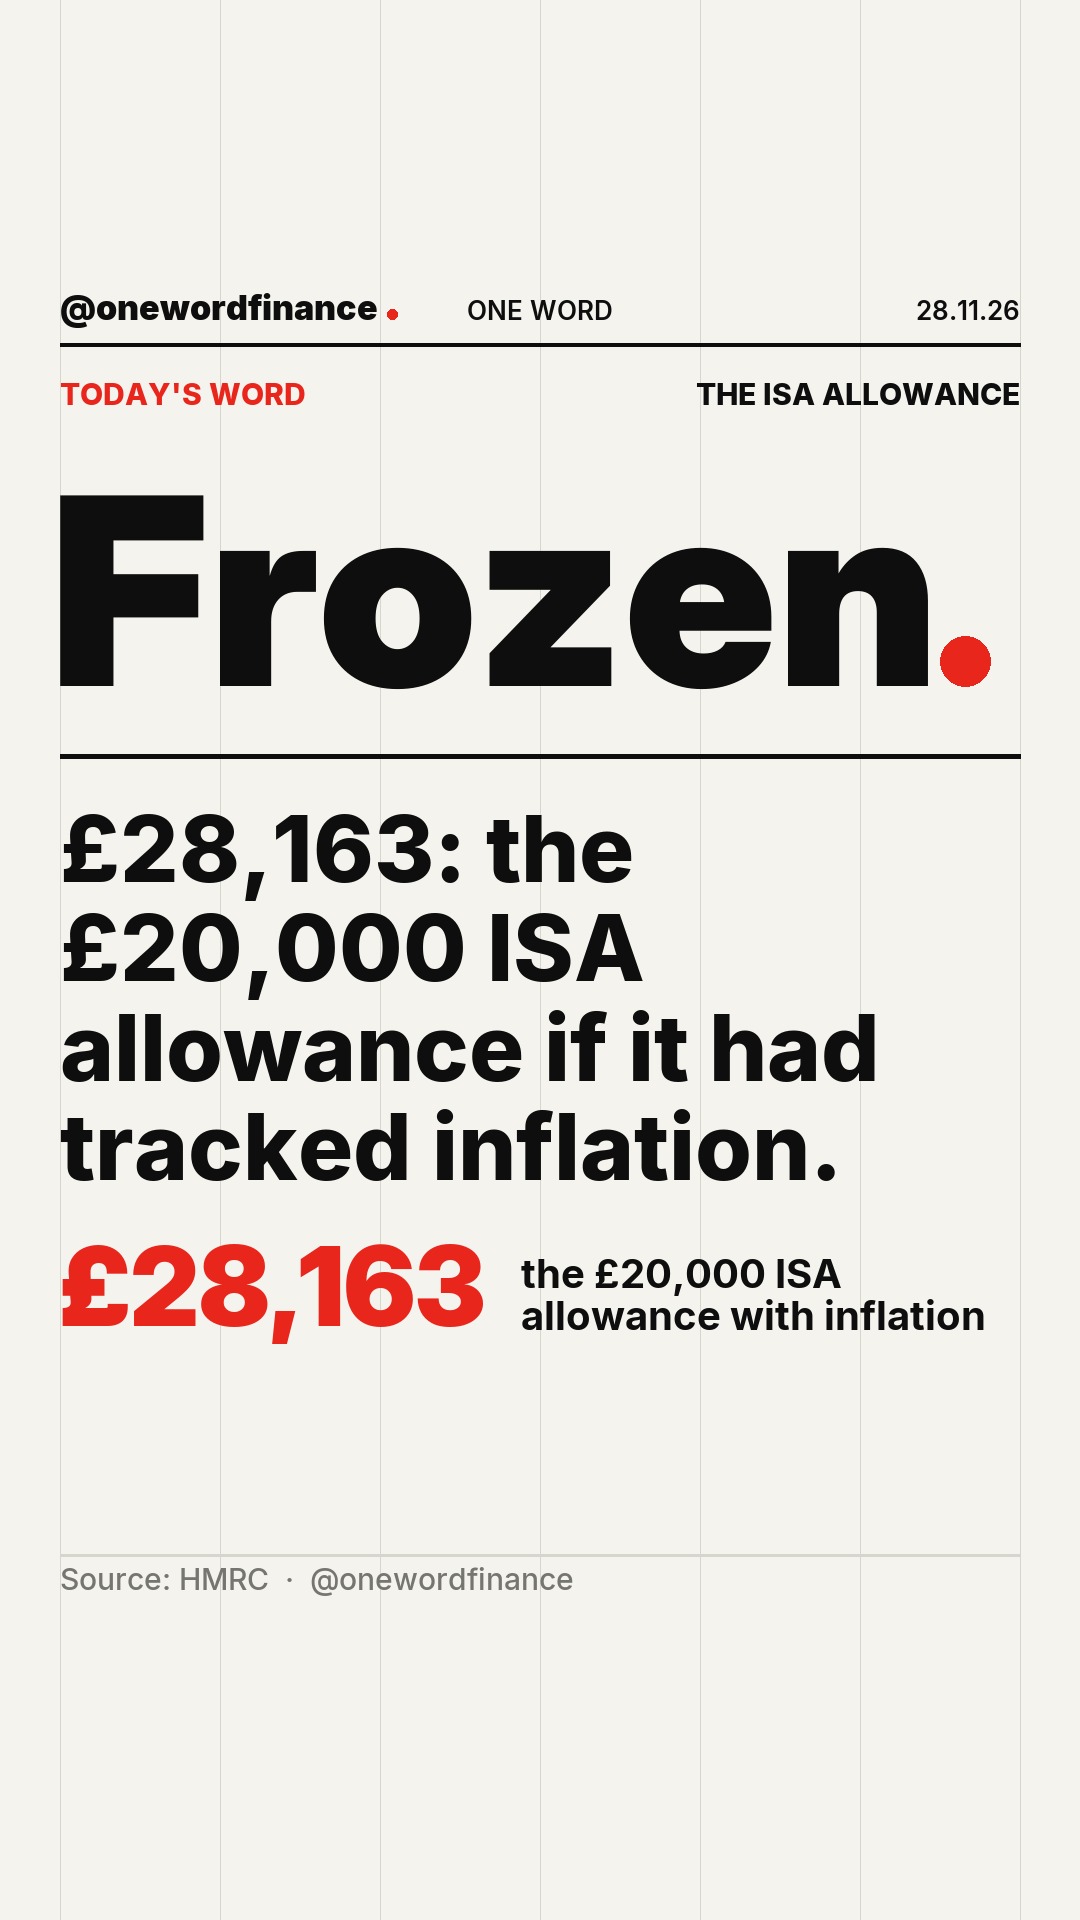 @onewordfinance
ONE WORD
28.11.26
TODAY'S WORD
THE ISA ALLOWANCE
Frozen.
£28,163: the
£20,000 ISA
allowance if it had
tracked inflation.
£28,163
the £20,000 ISA
allowance with inflation
Source: HMRC · @onewordfinance